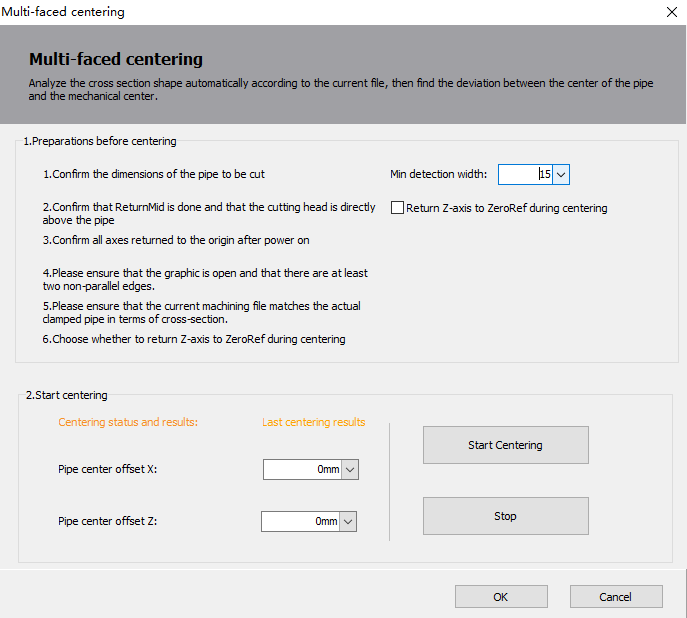 Multi-faced centering
Multi-faced centering
Analyze the cross section shape automatically according to the current file, then find the deviation between the center of the pipe
and the mechanical center.
1.Preparations before centering
1.Confirm the dimensions of the pipe to be cut
Min detection width:
15
2.Confirm that ReturnMid is done and that the cutting head is directly
above the pipe
Return Z-axis to ZeroRef during centering
3.Confirm all axes returned to the origin after power on
4.Please ensure that the graphic is open and that there are at least
two non-parallel edges.
5.Please ensure that the current machining file matches the actual
clamped pipe in terms of cross-section.
6.Choose whether to return Z-axis to ZeroRef during centering
2.Start centering
Centering status and results:
Last centering results
Pipe center offset X:
0mm
Start Centering
Pipe center offset Z:
0mm
Stop
OK
Cancel